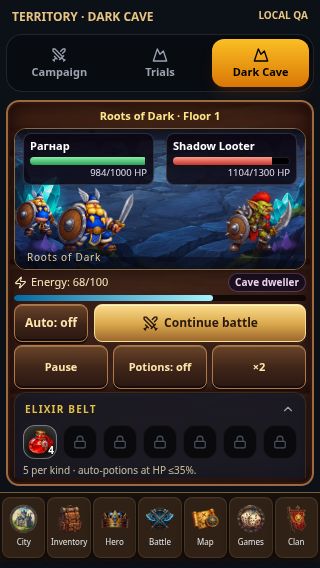 TERRITORY · DARK CAVE
LOCAL QA
Campaign
Trials
Dark Cave
Roots of Dark · Floor 1
Рагнар
984/1000 HP
Shadow Looter
1104/1300 HP
Roots of Dark
Energy: 68/100
Cave dweller
Auto: off
Continue battle
Pause
Potions: off
×2
ELIXIR BELT
4
5 per kind · auto-potions at HP ≤35%.
City
Inventory
Hero
Battle
Map
Games
Clan